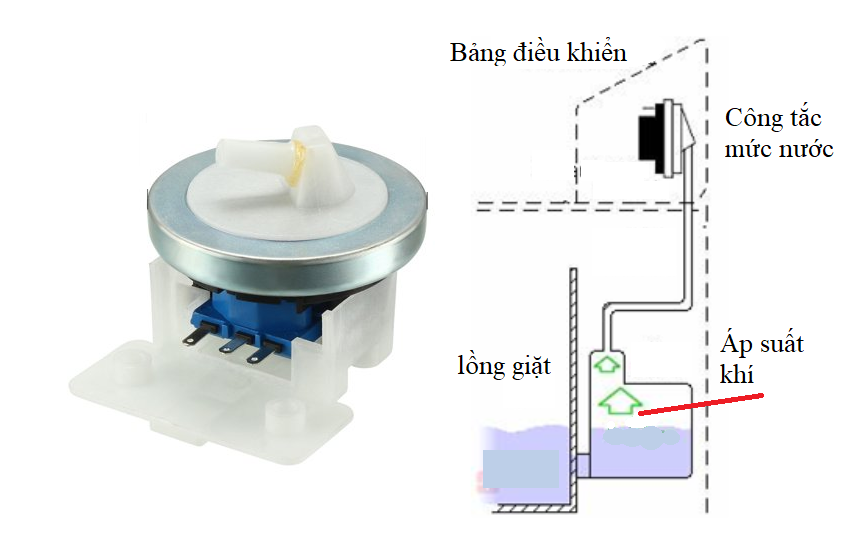 Bảng điều khiển
Công tắc
mức nước
lồng giặt
Áp suất
khí